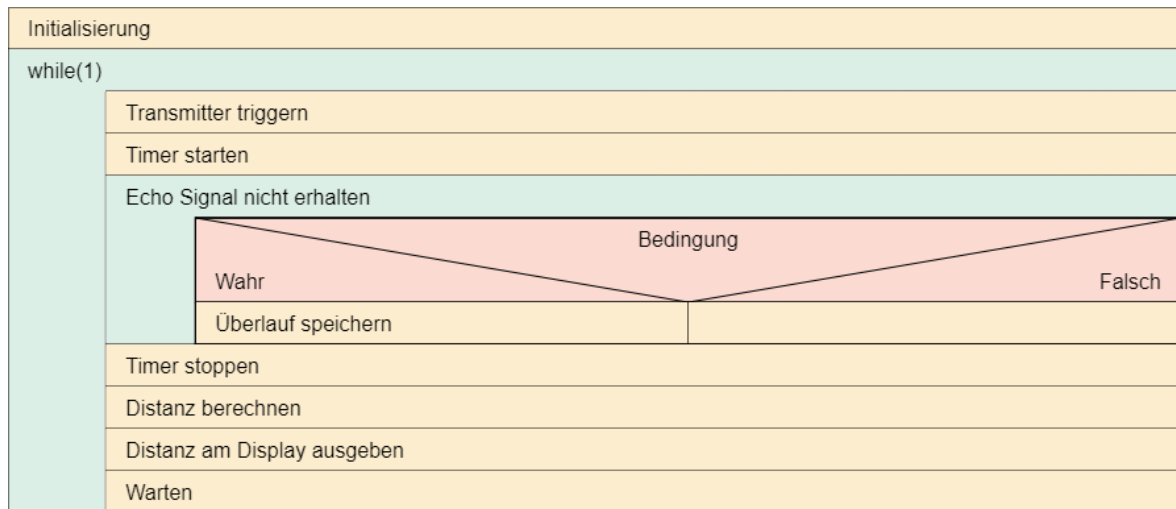 Initialisierung
while(1)
Transmitter triggern
Timer starten
Echo Signal nicht erhalten
Bedingung
Wahr
Falsch
Überlauf speichern
Timer stoppen
Distanz berechnen
Distanz am Display ausgeben
Warten